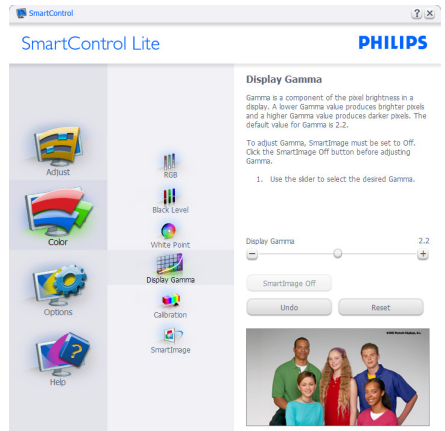 SmartControl
SmartControl Lite
PHILIPS
Adjust
Color
Options
Help
RGB
Black Level
White Point
Display Gamma
Calibration
SmartImage
Display Gamma
Gamma is a component of the pixel brightness in a
display. A lower Gamma value produces brighter pixels
and a higher Gamma value produces darker pixels. The
default value for Gamma is 2.2.
To adjust Gamma, SmartImage must be set to Off.
Click the SmartImage Off button before adjusting
Gamma.
1. Use the slider to select the desired Gamma.
Display Gamma 2.2
SmartImage Off
Undo Reset